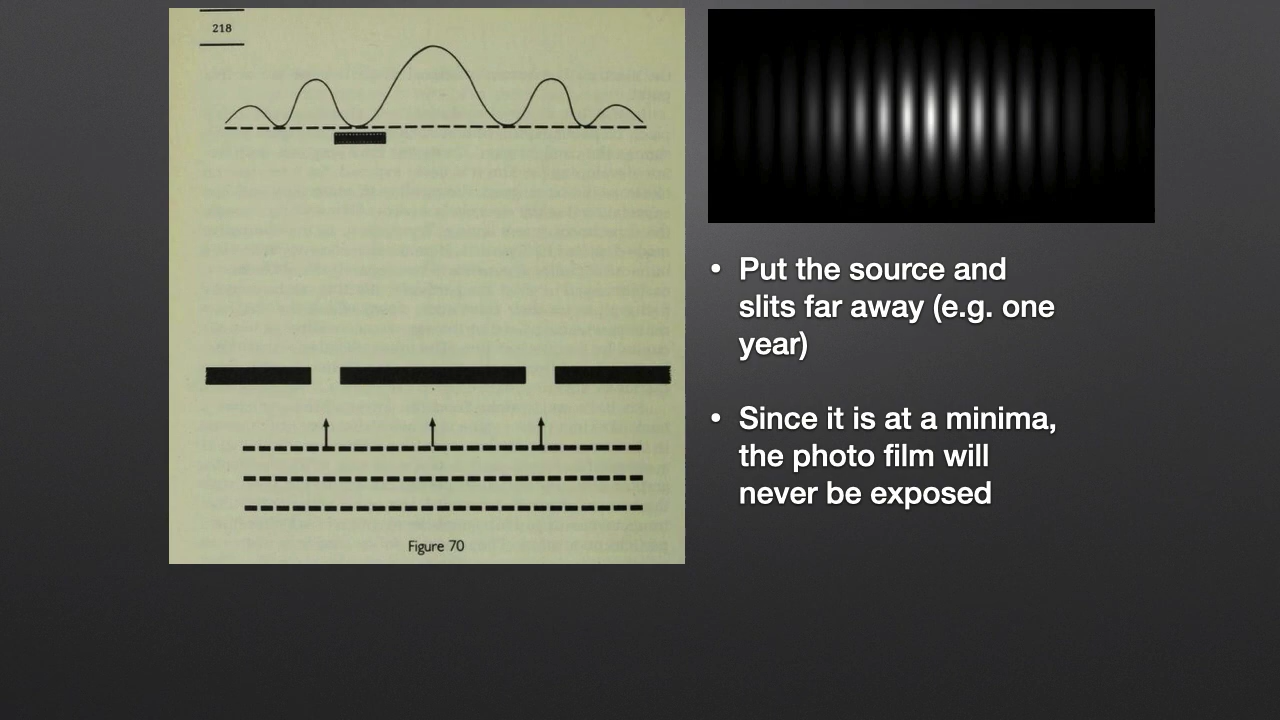 218
Figure 70
• Put the source and
slits far away (e.g. one
year)
• Since it is at a minima,
the photo film will
never be exposed